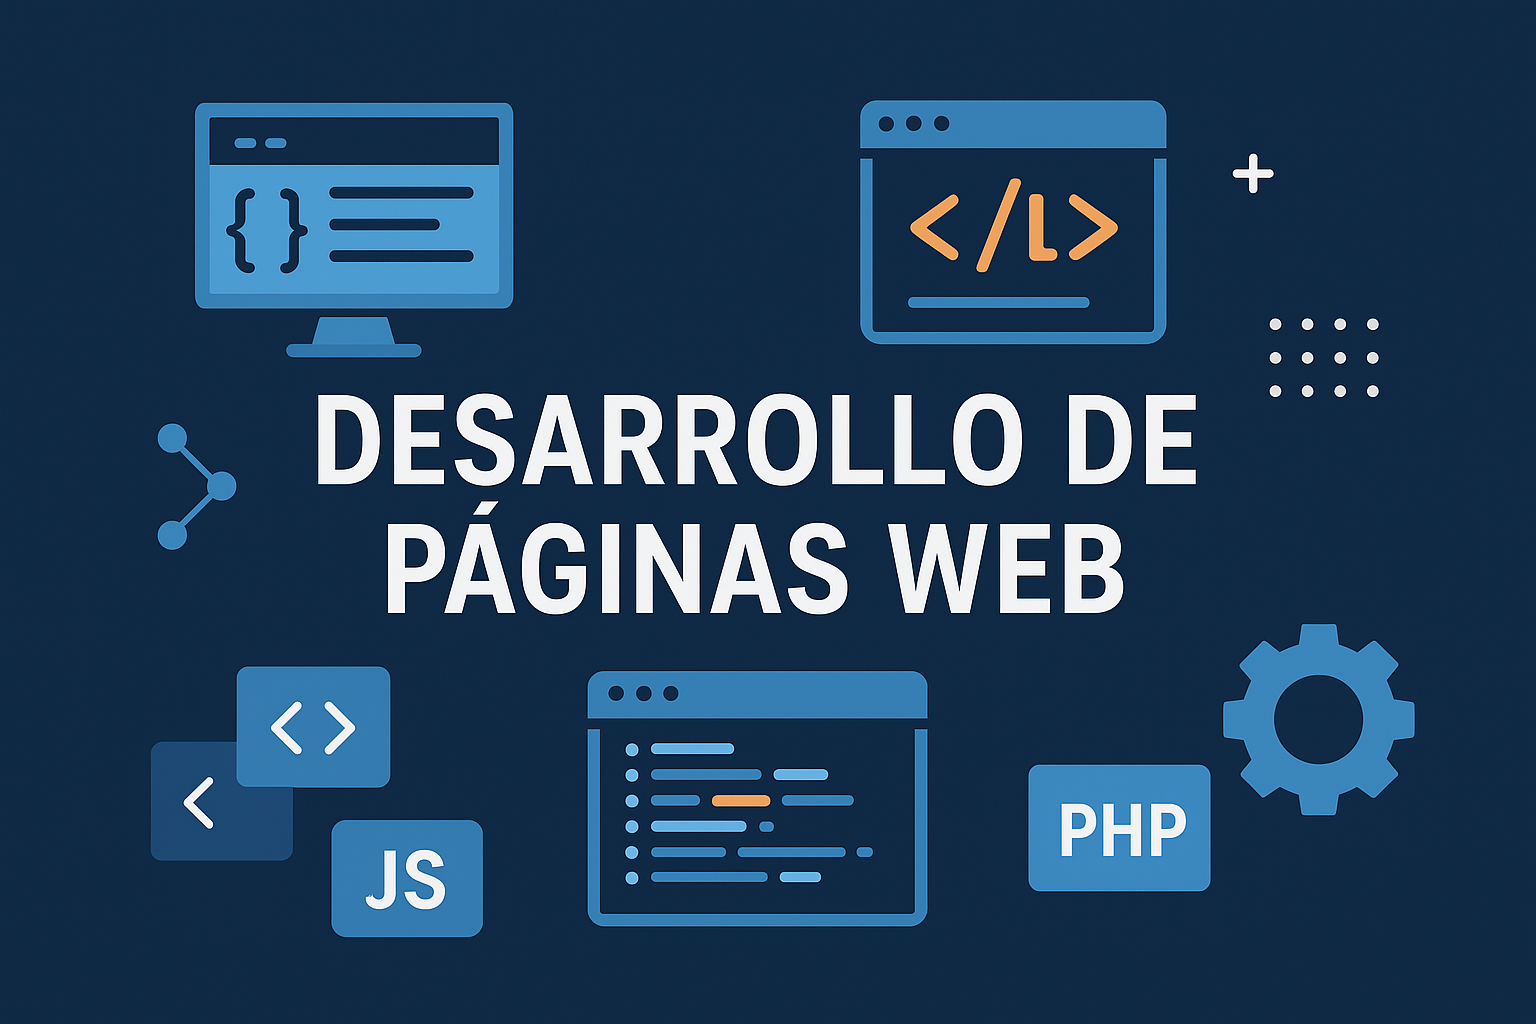 { }
</L>
DESARROLLO DE
PÁGINAS WEB
< >
<
JS
PHP